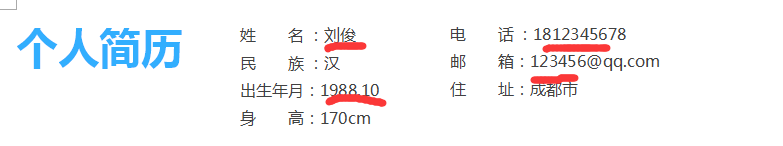 个人简历
姓 名：刘俊
民 族：汉
出生年月：1988.10
身 高：170cm
电 话：1812345678
邮 箱：123456@qq.com
住 址：成都市